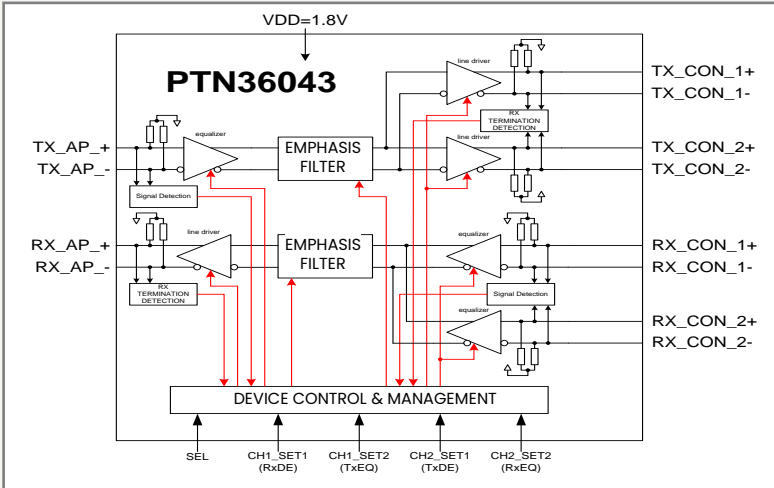 VDD=1.8V
PTN36043
line driver
TX_CON_1+
TX_CON_1-
RX
TERMINATION
DETECTION
equalizer
line driver
TX_AP_+
TX_AP_-
EMPHASIS
FILTER
TX_CON_2+
TX_CON_2-
Signal Detection
line driver
equalizer
RX_AP_+
RX_AP_-
EMPHASIS
FILTER
RX_CON_1+
RX_CON_1-
RX
TERMINATION
DETECTION
Signal Detection
equalizer
RX_CON_2+
RX_CON_2-
DEVICE CONTROL & MANAGEMENT
SEL
CH1_SET1
(RxDE)
CH1_SET2
(TxEQ)
CH2_SET1
(TxDE)
CH2_SET2
(RxEQ)